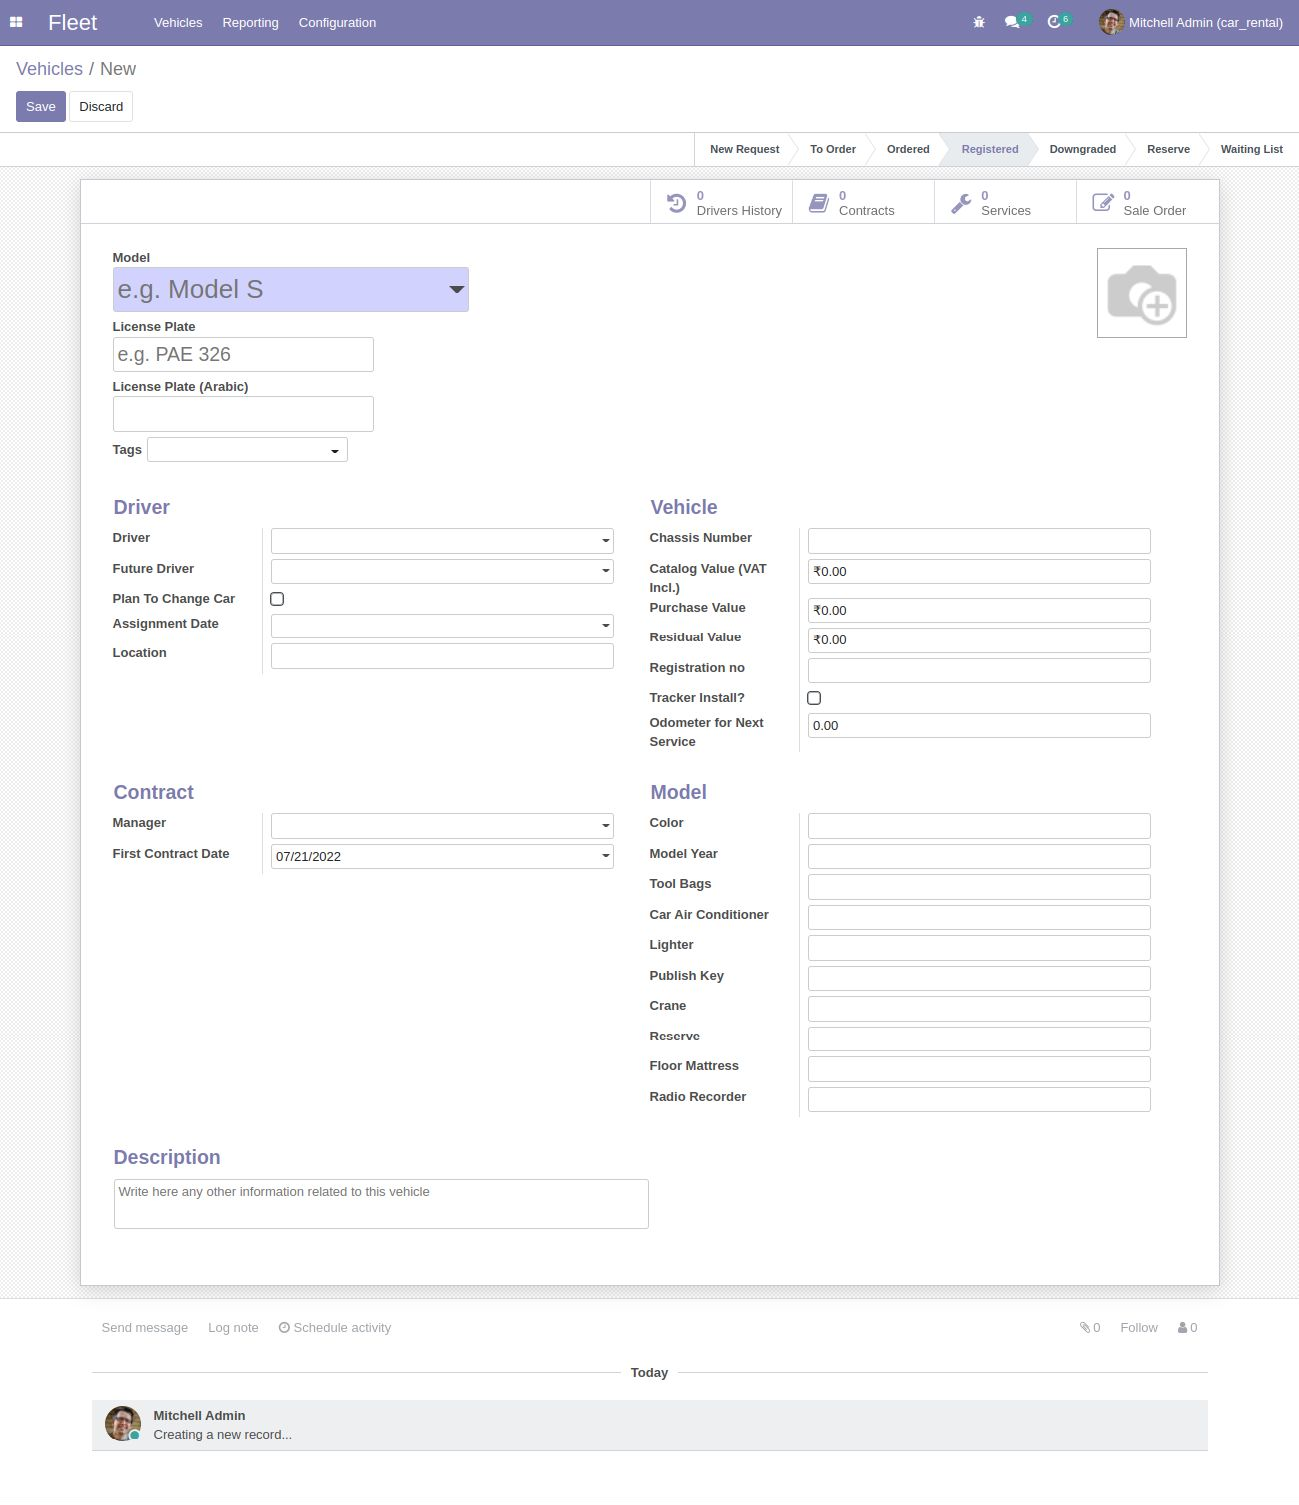 Fleet Vehicles Reporting Configuration 4 6 Mitchell Admin (car_rental)
Vehicles / New
Save Discard
New Request To Order Ordered Registered Downgraded Reserve Waiting List
0 Drivers History
0 Contracts
0 Services
0 Sale Order
Model
e.g. Model S
License Plate
e.g. PAE 326
License Plate (Arabic)
Tags
Driver
Driver
Future Driver
Plan To Change Car
Assignment Date
Location
Vehicle
Chassis Number
Catalog Value (VAT Incl.) ₹0.00
Purchase Value ₹0.00
Residual Value ₹0.00
Registration no
Tracker Install?
Odometer for Next Service 0.00
Contract
Manager
First Contract Date 07/21/2022
Model
Color
Model Year
Tool Bags
Car Air Conditioner
Lighter
Publish Key
Crane
Reserve
Floor Mattress
Radio Recorder
Description
Write here any other information related to this vehicle
Send message Log note Schedule activity 0 Follow 0
Today
Mitchell Admin
Creating a new record...